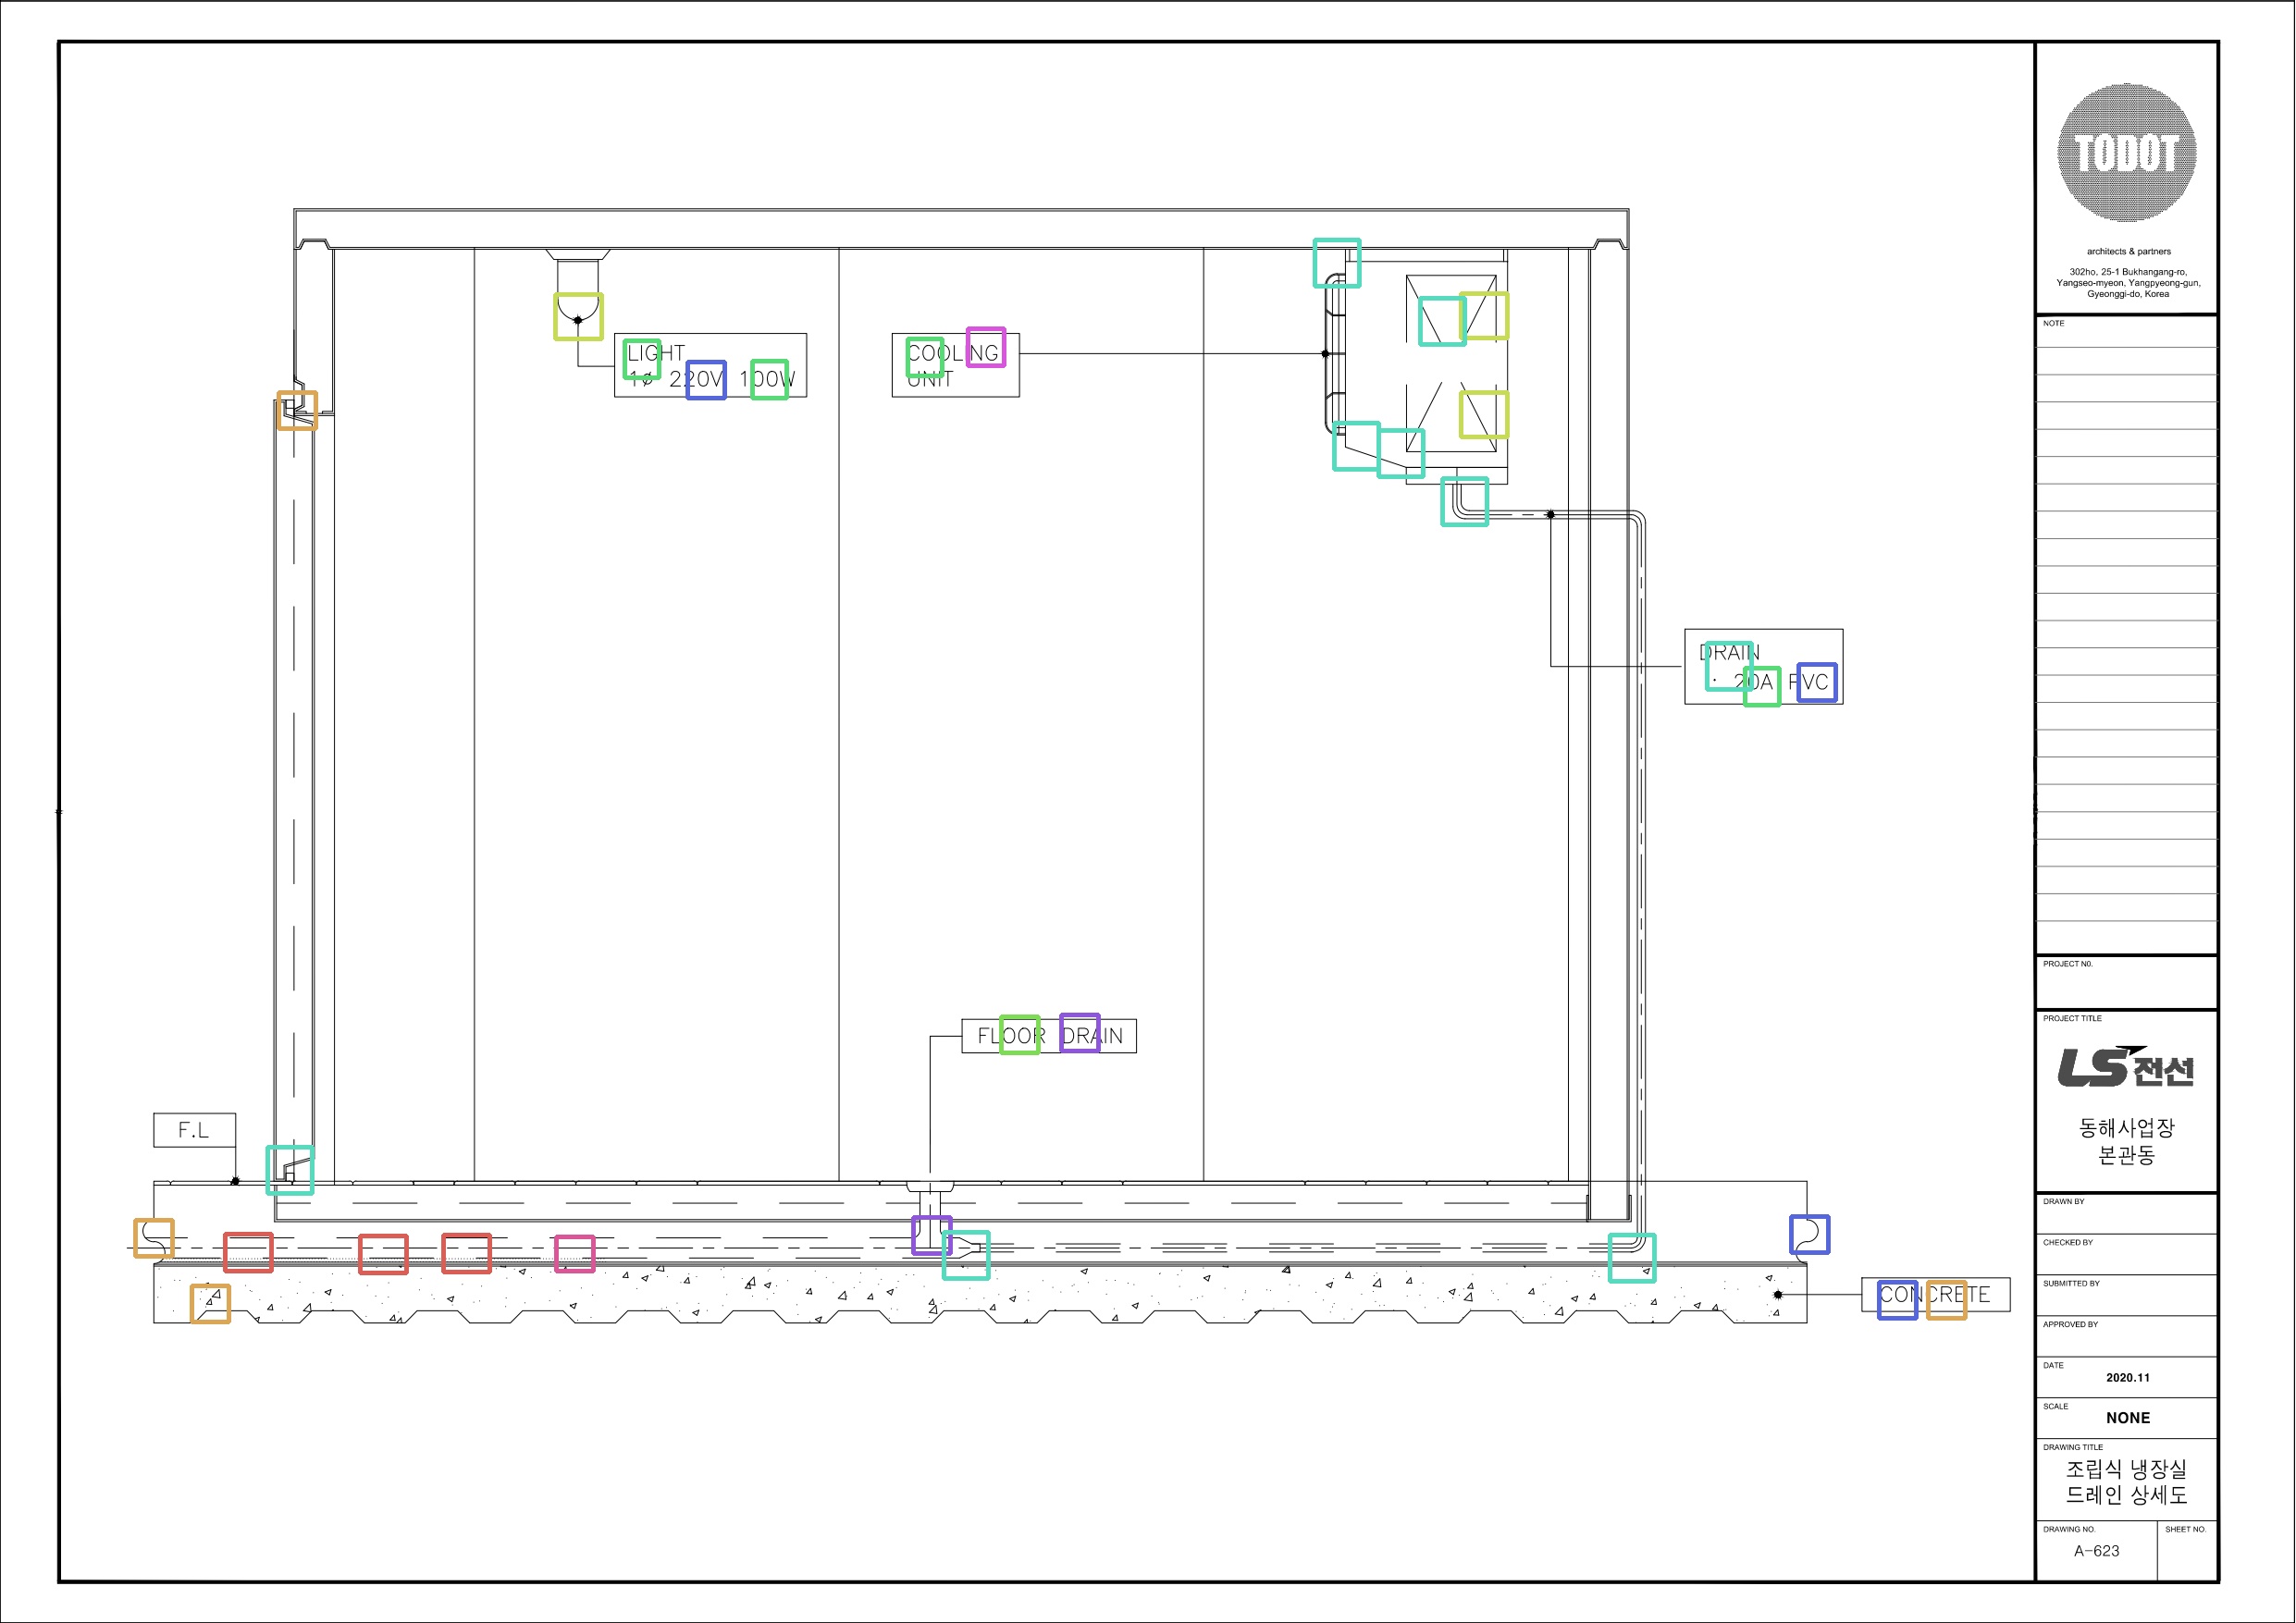 LIGHT
1ø 220V 100W
COOLING
UNIT
DRAIN
· 20A PVC
FLOOR DRAIN
F.L
CONCRETE
TODOT
architects & partners
302ho, 25-1 Bukhangang-ro,
Yangseo-myeon, Yangpyeong-gun,
Gyeonggi-do, Korea
NOTE
PROJECT NO.
PROJECT TITLE
LS전선
동해사업장
본관동
DRAWN BY
CHECKED BY
SUBMITTED BY
APPROVED BY
DATE
2020.11
SCALE
NONE
DRAWING TITLE
조립식 냉장실
드레인 상세도
DRAWING NO.
SHEET NO.
A-623